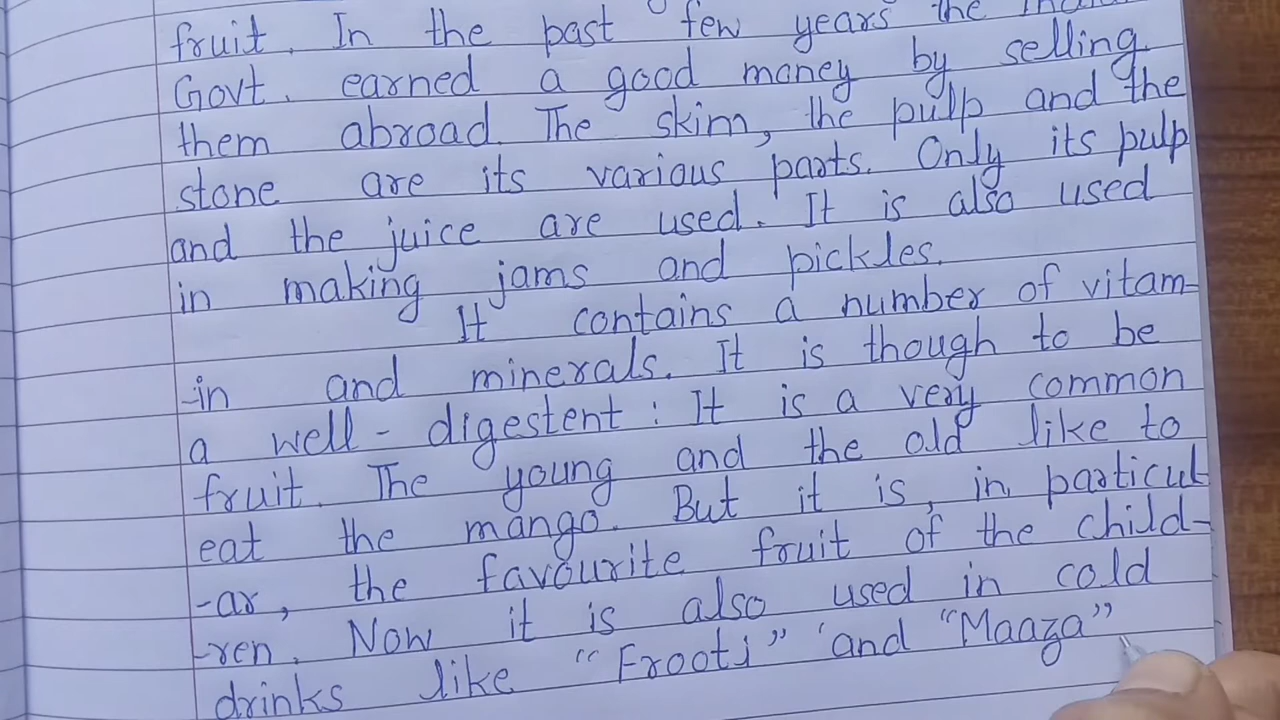 fruit. In the past few years the
Govt. earned a good money by selling
them abroad. The skim, the pulp and the
stone are its various parts. Only its pulp
and the juice are used. It is also used
in making jams and pickles.
It contains a number of vitam-
-in and minerals. It is though to be
a well-digestent : It is a very common
fruit. The young and the old like to
eat the mango. But it is, in particul-
-ar, the favourite fruit of the child-
-ren. Now it is also used in cold
drinks like "Frooti" and "Maaza"